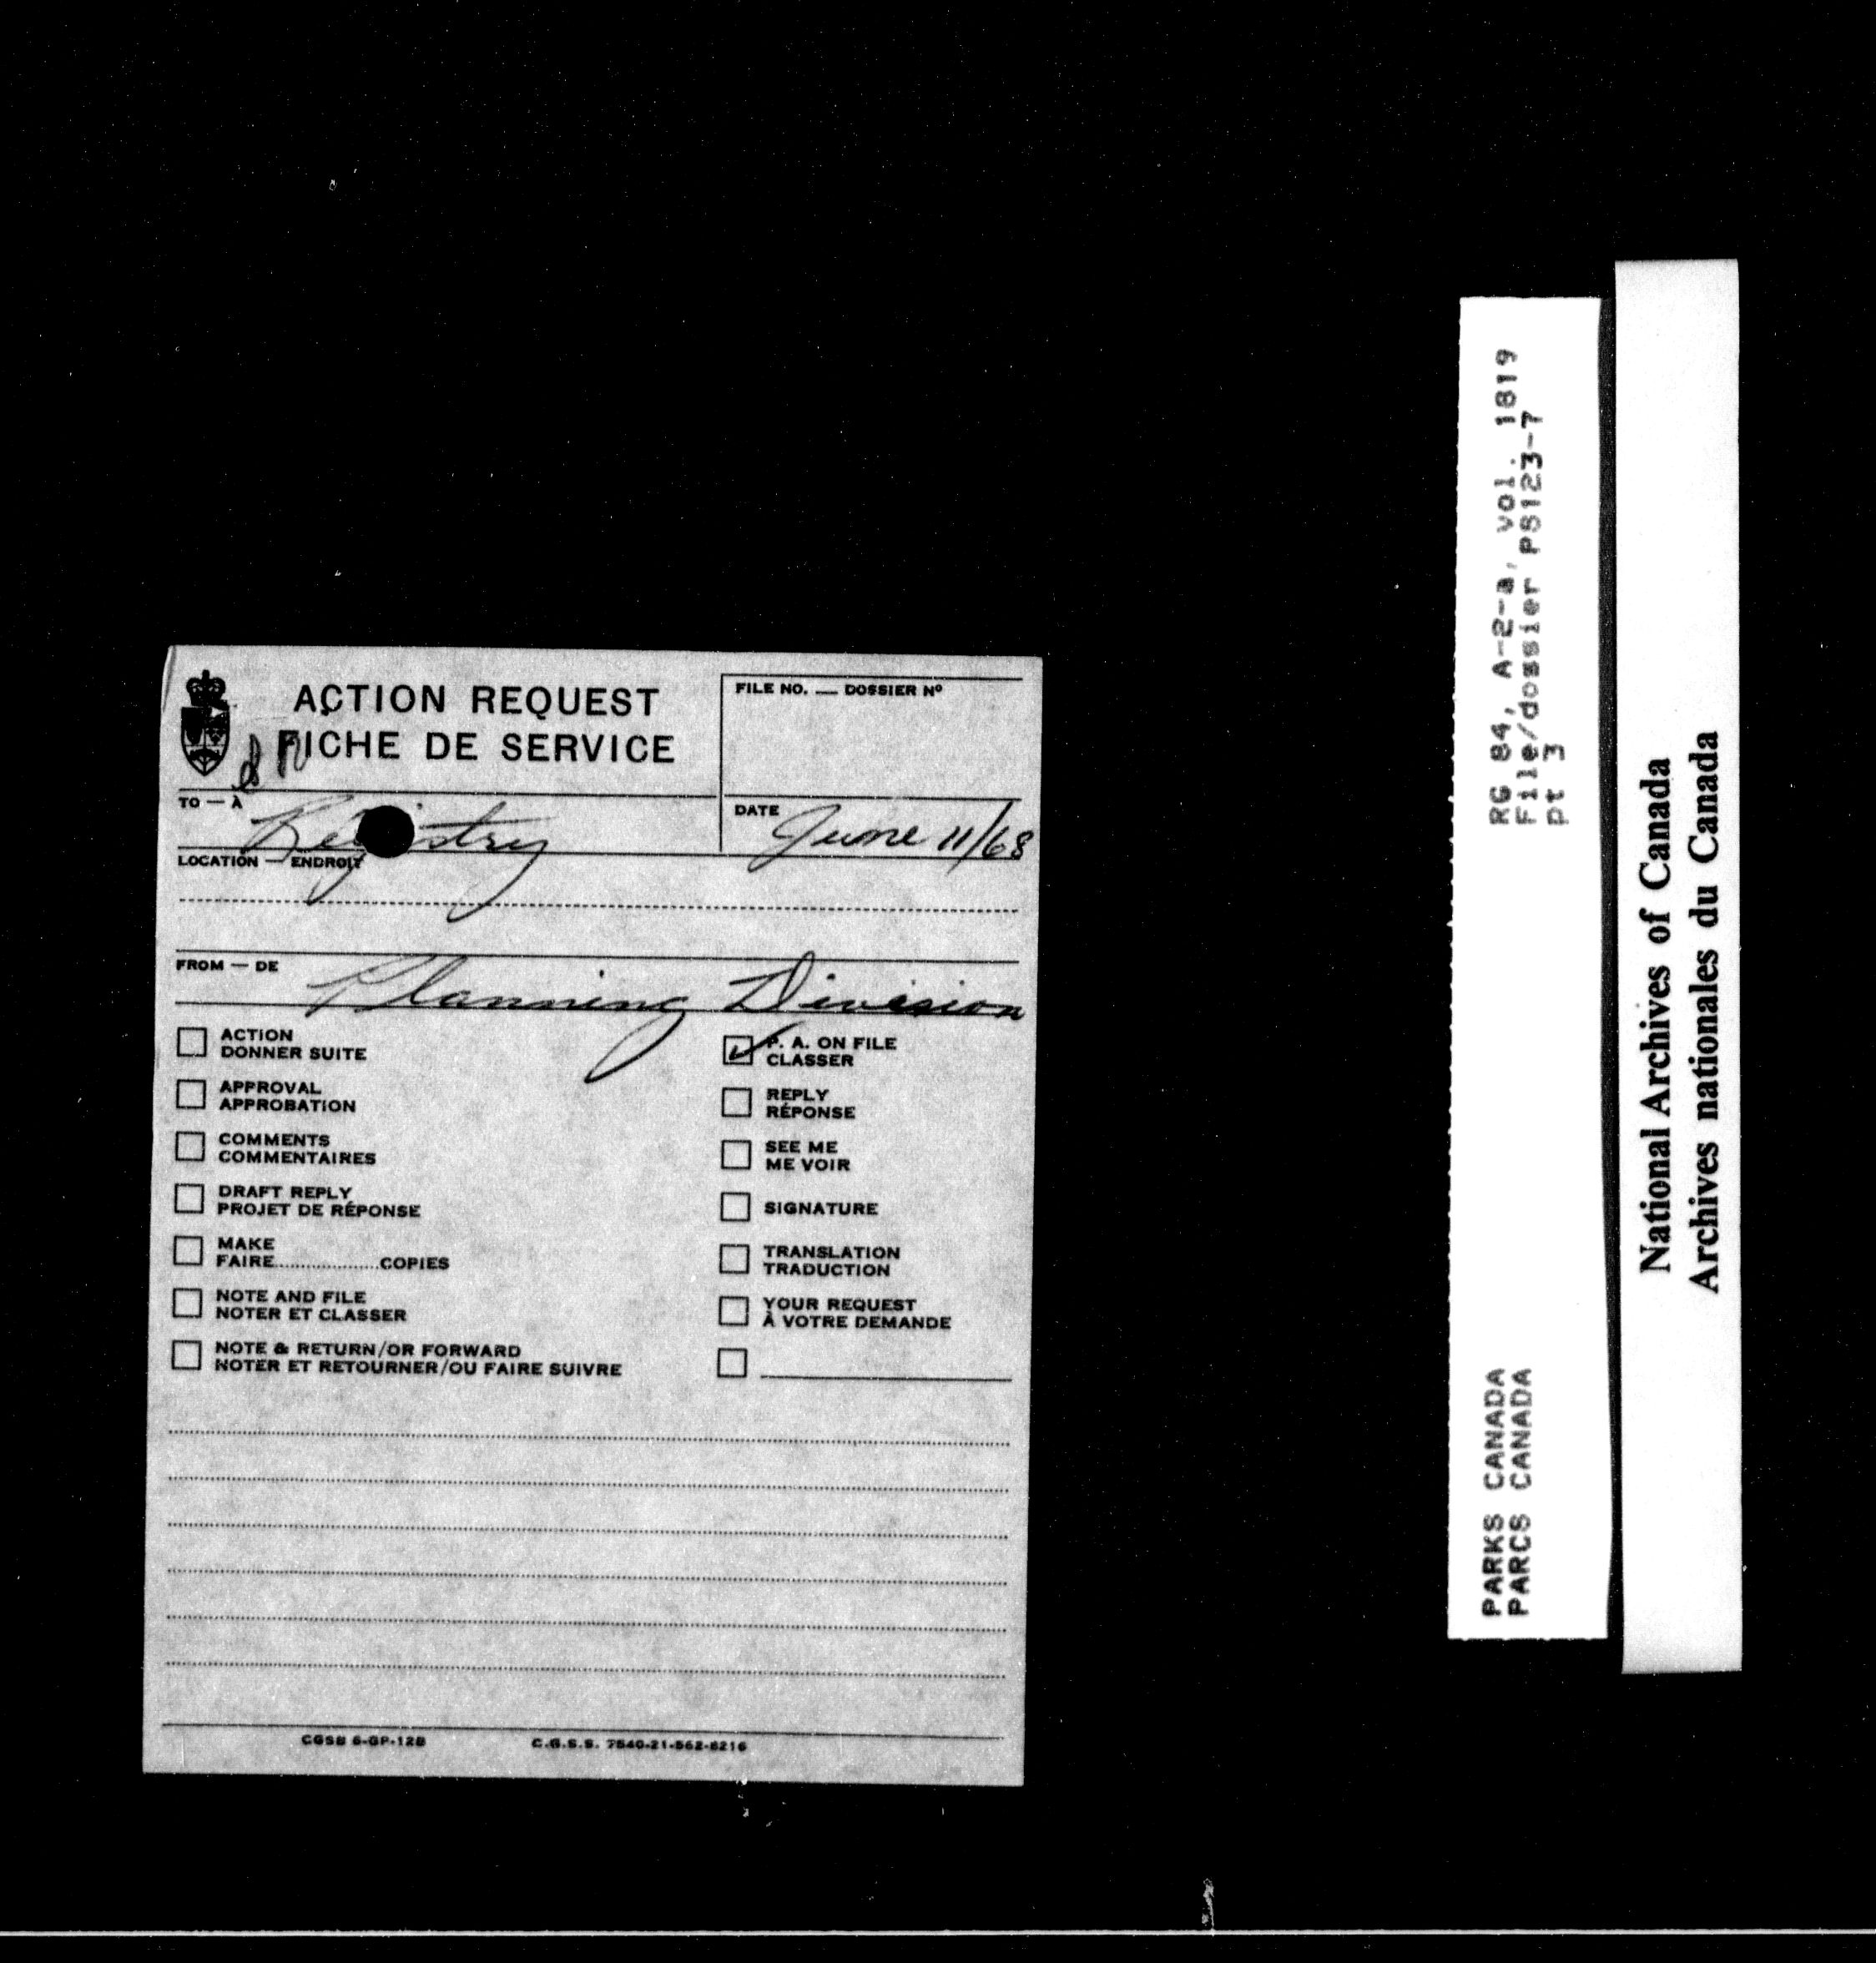 ACTION REQUEST
FICHE DE SERVICE
FILE NO. — DOSSIER Nº
TO — À
Registry
DATE
June 11/68
LOCATION — ENDROIT
FROM — DE
Planning Division
ACTION
DONNER SUITE
APPROVAL
APPROBATION
COMMENTS
COMMENTAIRES
DRAFT REPLY
PROJET DE RÉPONSE
MAKE
FAIRE....................COPIES
NOTE AND FILE
NOTER ET CLASSER
NOTE & RETURN/OR FORWARD
NOTER ET RETOURNER/OU FAIRE SUIVRE
P. A. ON FILE
CLASSER
REPLY
RÉPONSE
SEE ME
ME VOIR
SIGNATURE
TRANSLATION
TRADUCTION
YOUR REQUEST
À VOTRE DEMANDE
CGSB 6-GP-12B
C.G.S.S. 7540-21-862-8216
PARKS CANADA
PARCS CANADA
RG 84, A-2-a, vol. 1819
File/dossier PS123-7
pt 3
National Archives of Canada
Archives nationales du Canada